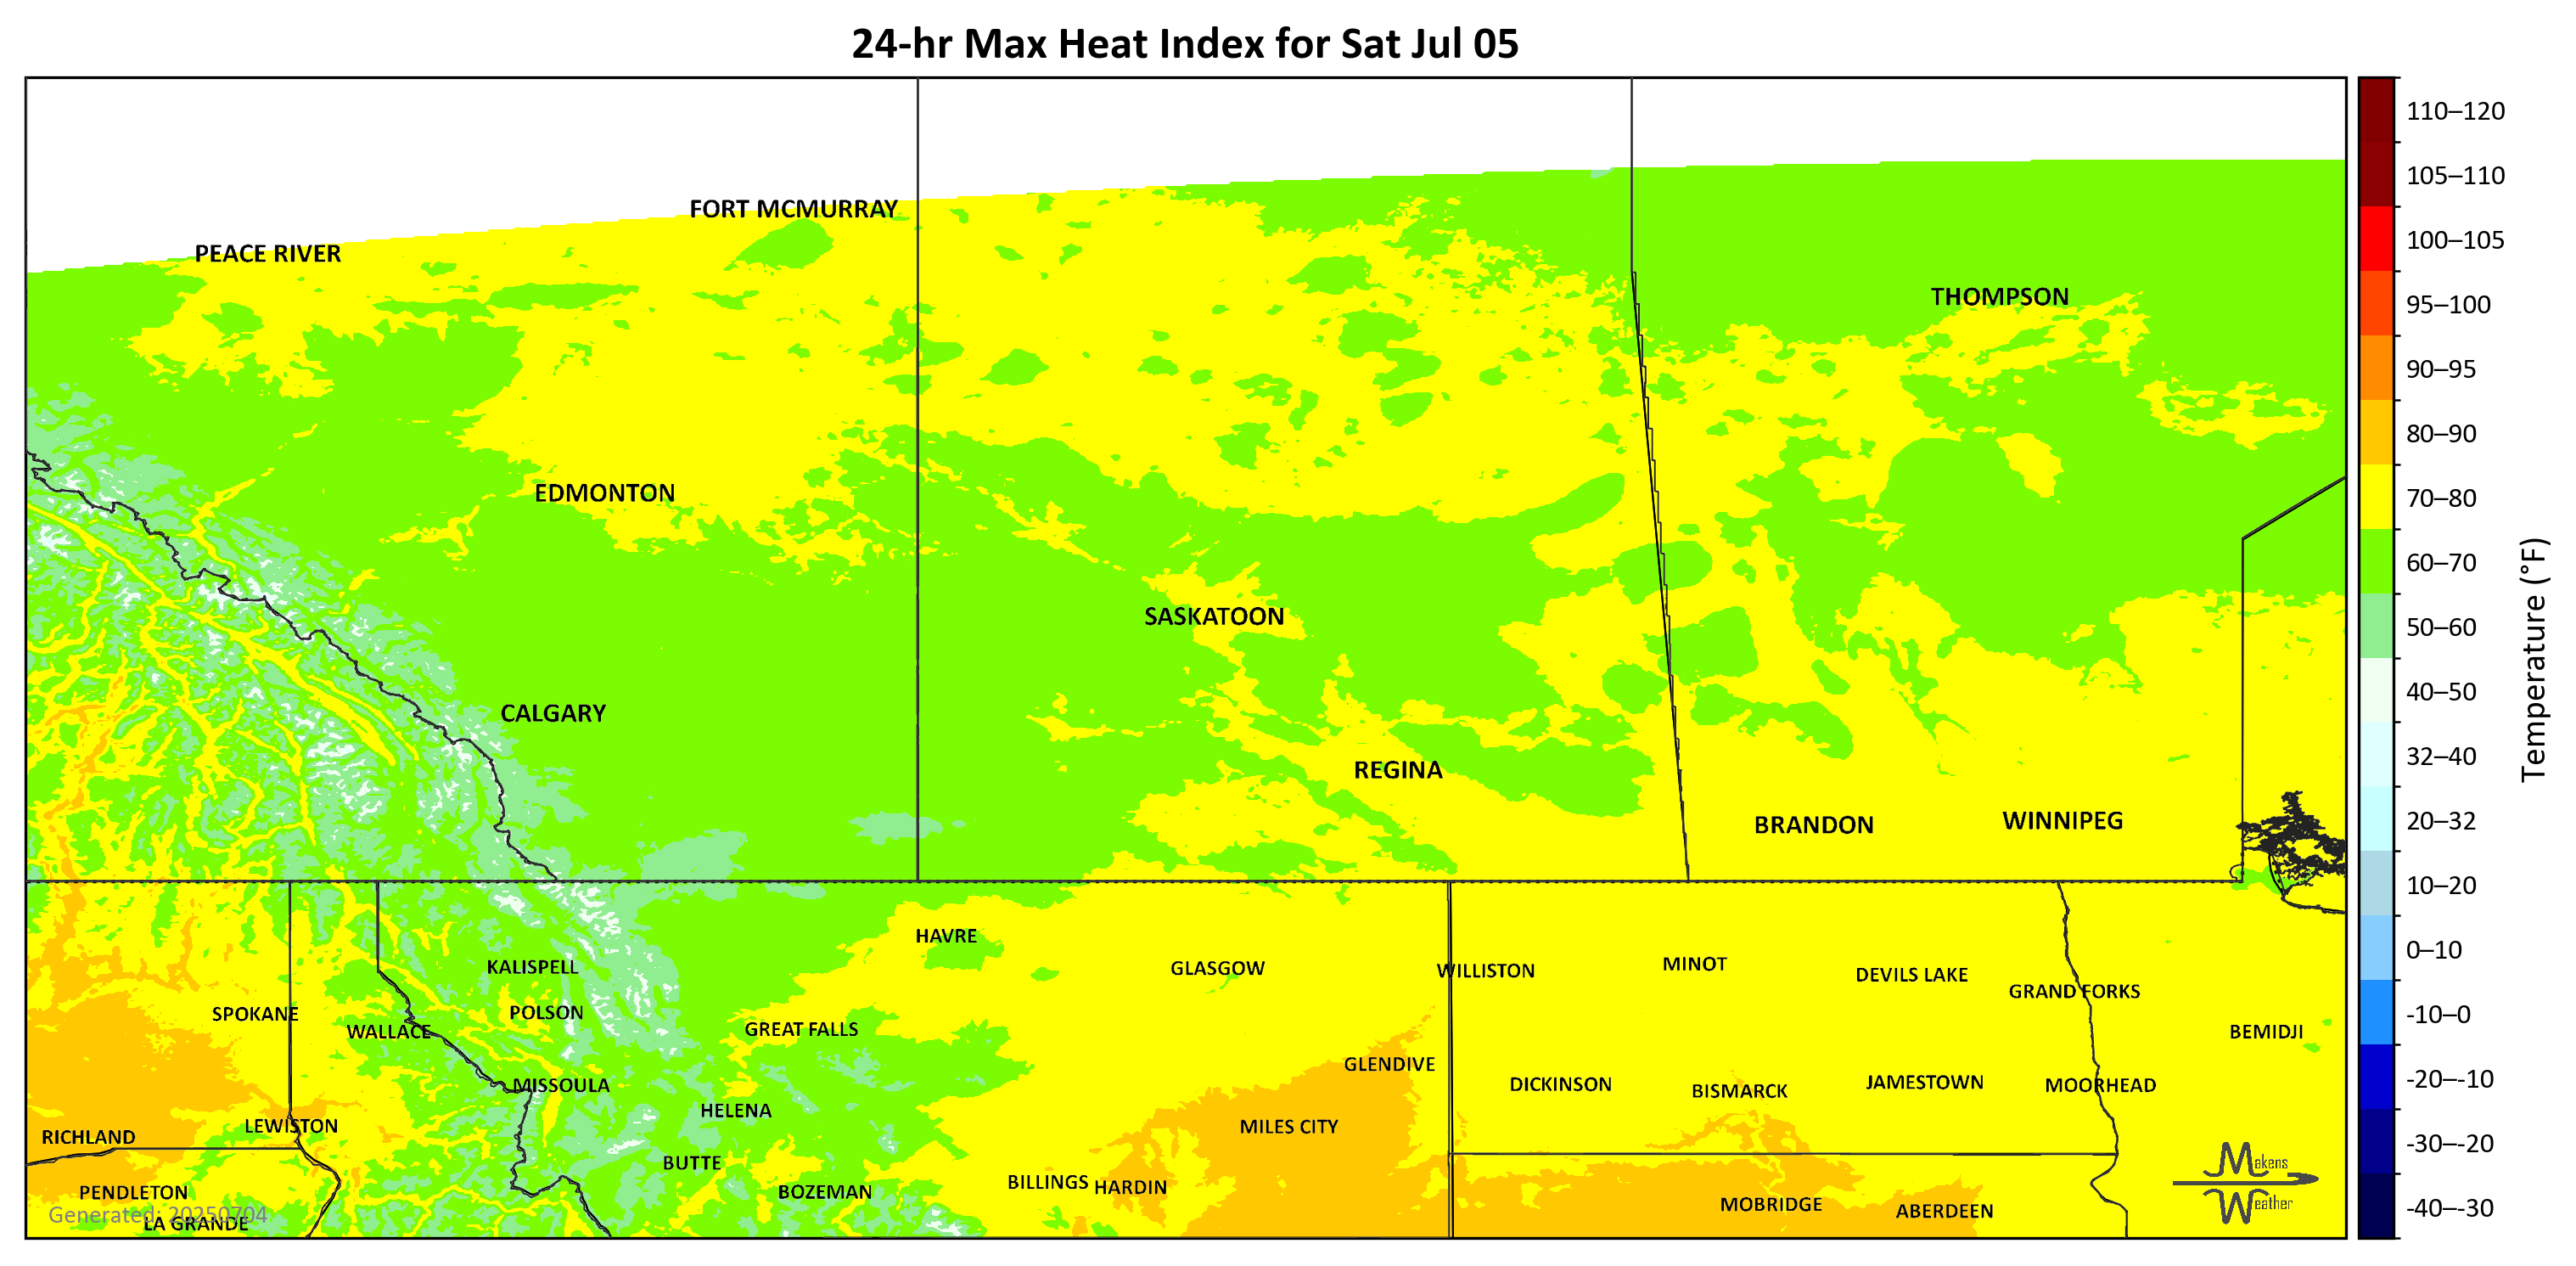 24-hr Max Heat Index for Sat Jul 05
FORT MCMURRAY
PEACE RIVER
THOMPSON
EDMONTON
SASKATOON
CALGARY
REGINA
BRANDON
WINNIPEG
HAVRE
KALISPELL
GLASGOW
WILLISTON
MINOT
DEVILS LAKE
GRAND FORKS
SPOKANE
POLSON
WALLACE
GREAT FALLS
BEMIDJI
GLENDIVE
MISSOULA
DICKINSON
BISMARCK
JAMESTOWN
MOORHEAD
HELENA
LEWISTON
MILES CITY
RICHLAND
BUTTE
BILLINGS
HARDIN
PENDLETON
BOZEMAN
MOBRIDGE
ABERDEEN
Generated: 20250704
LA GRANDE
Makens
Weather
110–120
105–110
100–105
95–100
90–95
80–90
70–80
60–70
50–60
40–50
32–40
20–32
10–20
0–10
-10–0
-20–-10
-30–-20
-40–-30
Temperature (°F)